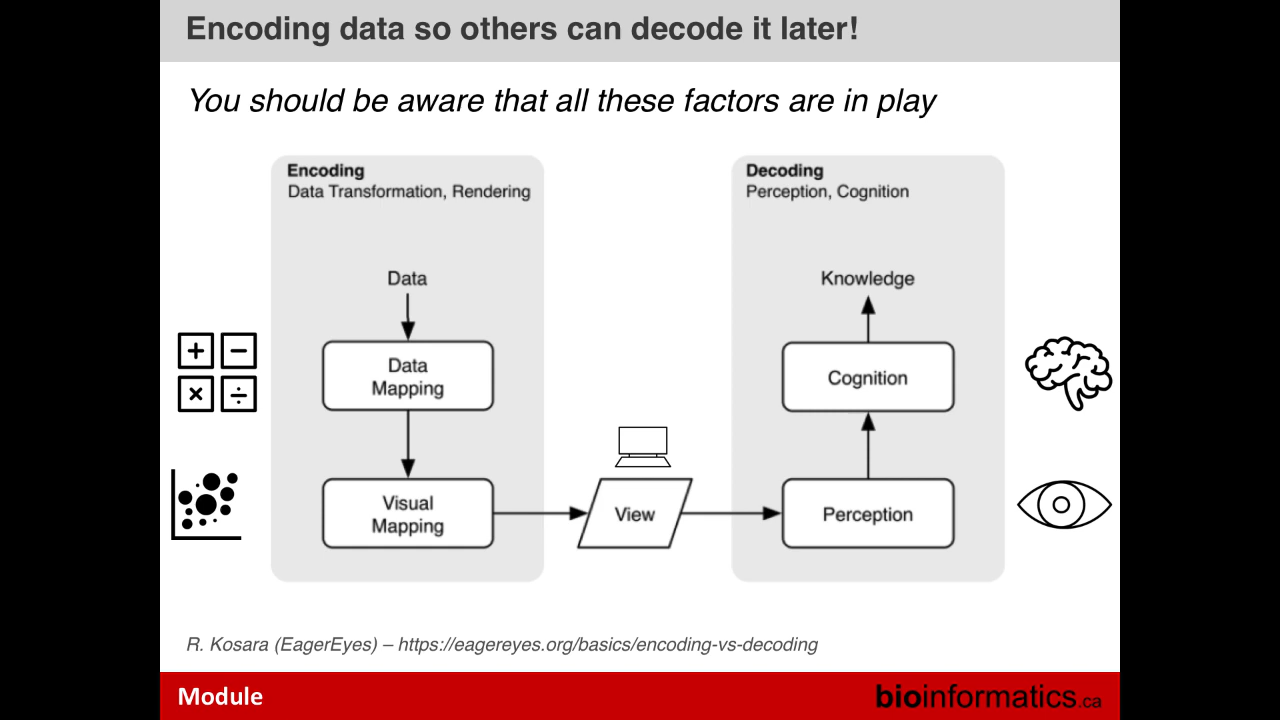 Encoding data so others can decode it later!
You should be aware that all these factors are in play
Encoding
Data Transformation, Rendering
Data
Data
Mapping
Visual
Mapping
View
Decoding
Perception, Cognition
Knowledge
Cognition
Perception
R. Kosara (EagerEyes) – https://eagereyes.org/basics/encoding-vs-decoding
Module
bioinformatics.ca